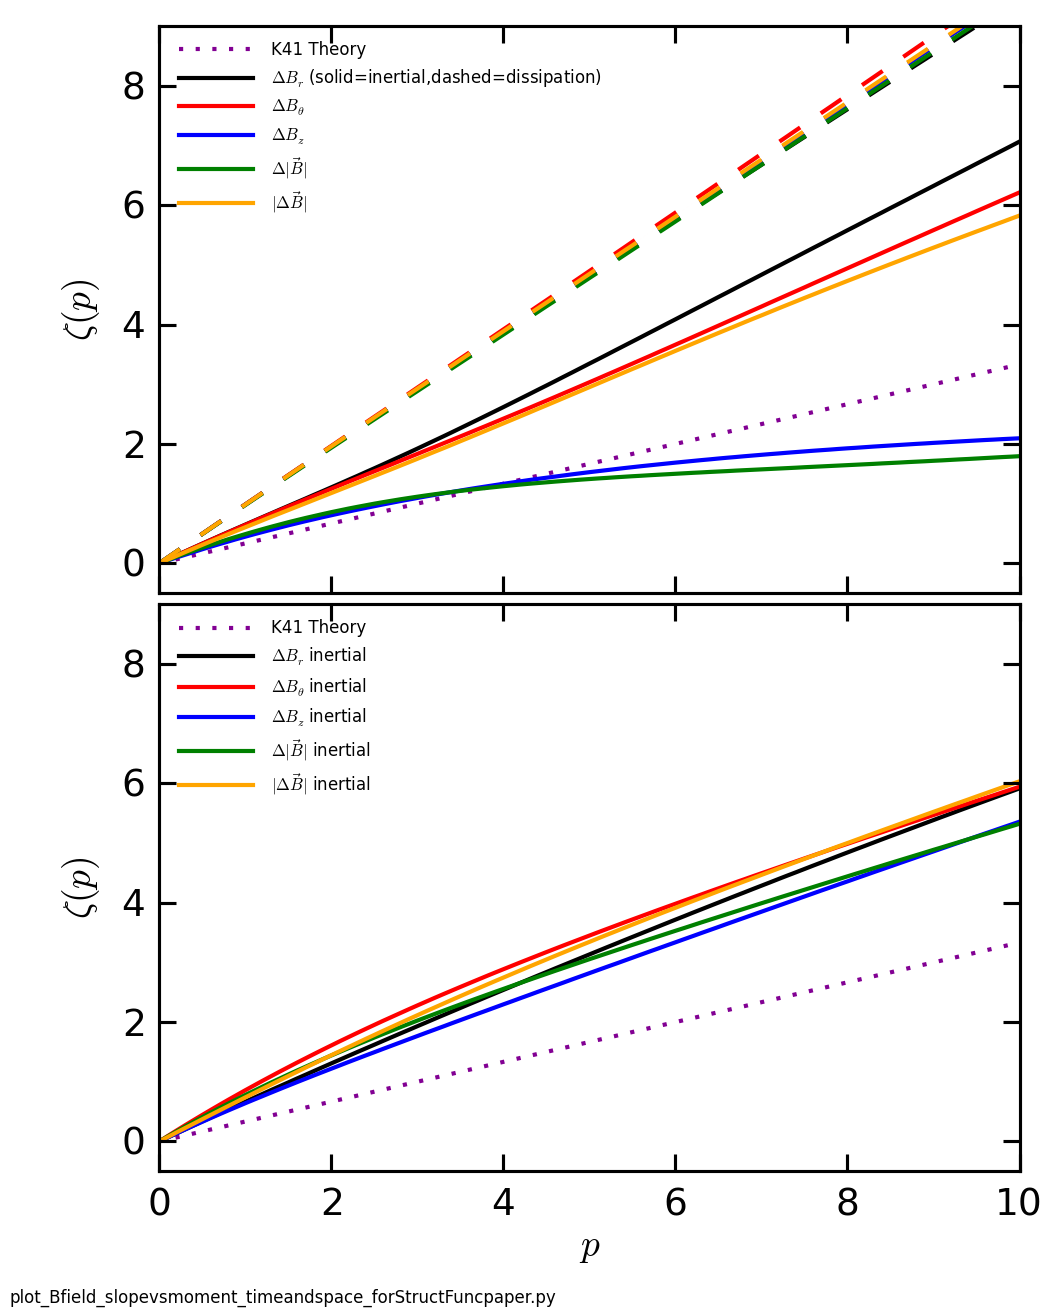 K41 Theory
ΔB_r (solid=inertial,dashed=dissipation)
ΔB_θ
ΔB_z
Δ|B⃗|
|ΔB⃗|
8
6
4
2
0
ζ(p)
K41 Theory
ΔB_r inertial
ΔB_θ inertial
ΔB_z inertial
Δ|B⃗| inertial
|ΔB⃗| inertial
8
6
4
2
0
ζ(p)
0 2 4 6 8 10
p
plot_Bfield_slopevsmoment_timeandspace_forStructFuncpaper.py